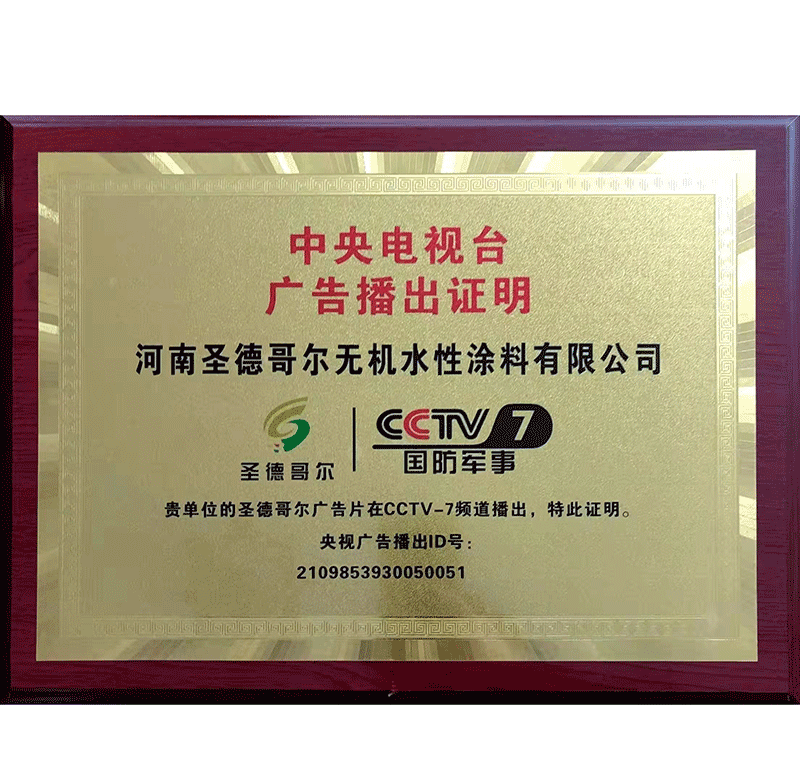 中央电视台
广告播出证明
河南圣德哥尔无机水性涂料有限公司
圣德哥尔
CCTV 7
国防军事
贵单位的圣德哥尔广告片在CCTV-7频道播出，特此证明。
央视广告播出ID号：
2109853930050051